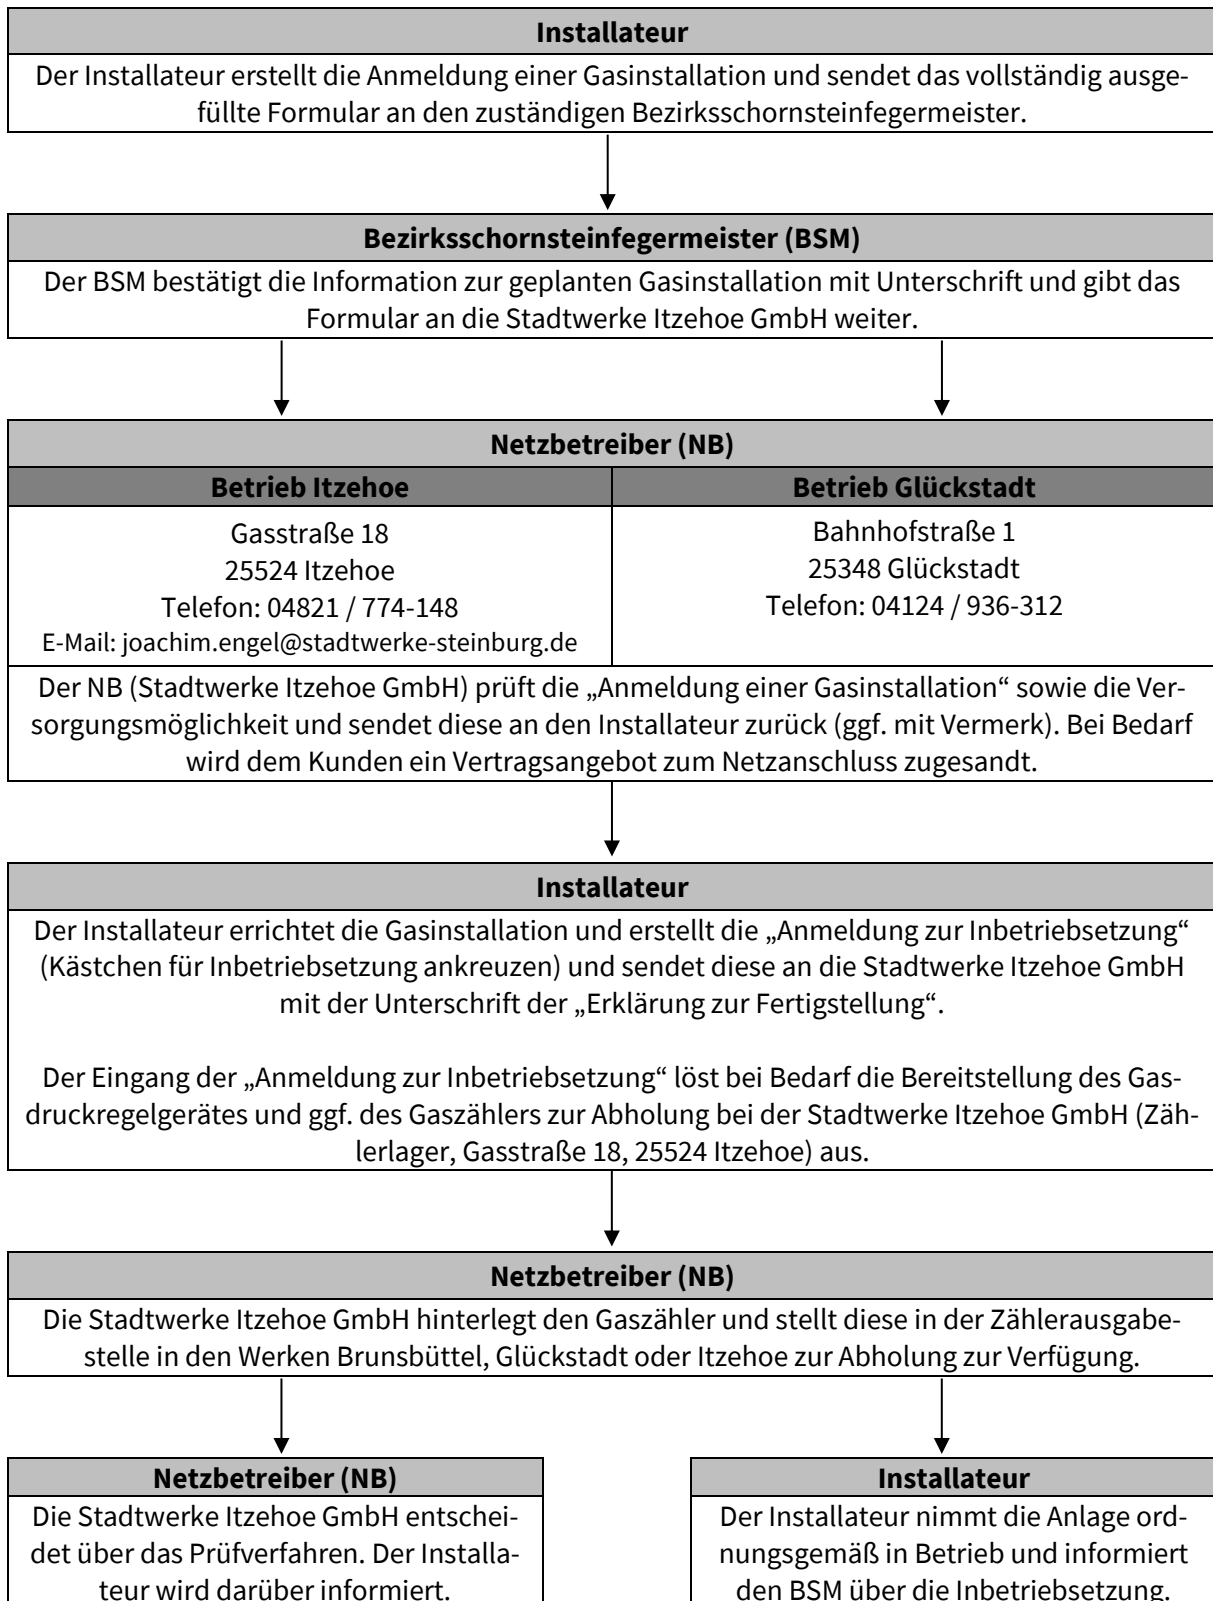 Installateur
Der Installateur erstellt die Anmeldung einer Gasinstallation und sendet das vollständig ausge-
füllte Formular an den zuständigen Bezirksschornsteinfegermeister.
Bezirksschornsteinfegermeister (BSM)
Der BSM bestätigt die Information zur geplanten Gasinstallation mit Unterschrift und gibt das
Formular an die Stadtwerke Itzehoe GmbH weiter.
Netzbetreiber (NB)
Betrieb Itzehoe
Gasstraße 18
25524 Itzehoe
Telefon: 04821 / 774-148
E-Mail: joachim.engel@stadtwerke-steinburg.de
Betrieb Glückstadt
Bahnhofstraße 1
25348 Glückstadt
Telefon: 04124 / 936-312
Der NB (Stadtwerke Itzehoe GmbH) prüft die „Anmeldung einer Gasinstallation“ sowie die Ver-
sorgungsmöglichkeit und sendet diese an den Installateur zurück (ggf. mit Vermerk). Bei Bedarf
wird dem Kunden ein Vertragsangebot zum Netzanschluss zugesandt.
Installateur
Der Installateur errichtet die Gasinstallation und erstellt die „Anmeldung zur Inbetriebsetzung“
(Kästchen für Inbetriebsetzung ankreuzen) und sendet diese an die Stadtwerke Itzehoe GmbH
mit der Unterschrift der „Erklärung zur Fertigstellung“.
Der Eingang der „Anmeldung zur Inbetriebsetzung“ löst bei Bedarf die Bereitstellung des Gas-
druckregelgerätes und ggf. des Gaszählers zur Abholung bei der Stadtwerke Itzehoe GmbH (Zäh-
lerlager, Gasstraße 18, 25524 Itzehoe) aus.
Netzbetreiber (NB)
Die Stadtwerke Itzehoe GmbH hinterlegt den Gaszähler und stellt diese in der Zählerausgabe-
stelle in den Werken Brunsbüttel, Glückstadt oder Itzehoe zur Abholung zur Verfügung.
Netzbetreiber (NB)
Die Stadtwerke Itzehoe GmbH entschei-
det über das Prüfverfahren. Der Installa-
teur wird darüber informiert.
Installateur
Der Installateur nimmt die Anlage ord-
nungsgemäß in Betrieb und informiert
den BSM über die Inbetriebsetzung.